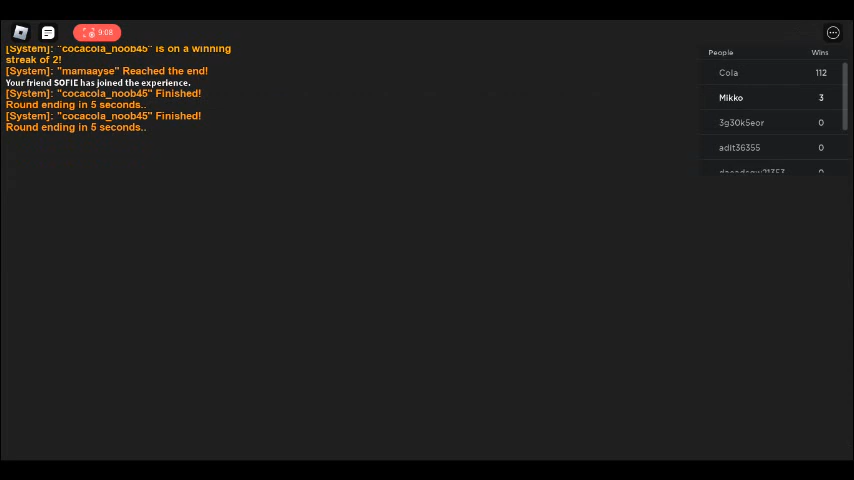 9:08
[System]: "cocacola_noob45" is on a winning
streak of 2!
[System]: "mamaayse" Reached the end!
Your friend SOFIE has joined the experience.
[System]: "cocacola_noob45" Finished!
Round ending in 5 seconds..
[System]: "cocacola_noob45" Finished!
Round ending in 5 seconds..
People Wins
Cola 112
Mikko 3
3g30k5eor 0
adit36355 0
0